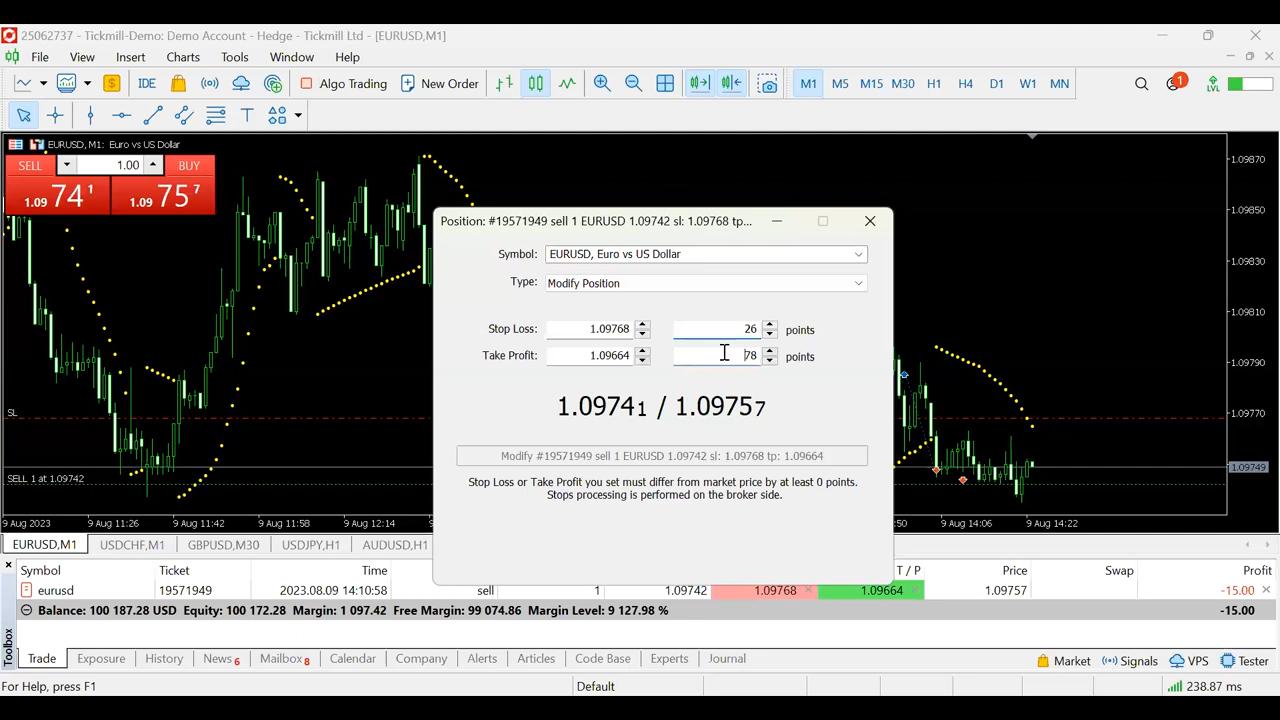 25062737 - Tickmill-Demo: Demo Account - Hedge - Tickmill Ltd - [EURUSD,M1]
File View Insert Charts Tools Window Help
IDE Algo Trading New Order M1 M5 M15 M30 H1 H4 D1 W1 MN 1 LVL
EURUSD, M1: Euro vs US Dollar
SELL 1.00 BUY
1.09 74 1 1.09 75 7
1.09870
1.09850
1.09830
1.09810
1.09790
1.09770
1.09749
SL
SELL 1 at 1.09742
Position: #19571949 sell 1 EURUSD 1.09742 sl: 1.09768 tp...
Symbol: EURUSD, Euro vs US Dollar
Type: Modify Position
Stop Loss: 1.09768 26 points
Take Profit: 1.09664 78 points
1.09741 / 1.09757
Modify #19571949 sell 1 EURUSD 1.09742 sl: 1.09768 tp: 1.09664
Stop Loss or Take Profit you set must differ from market price by at least 0 points.
Stops processing is performed on the broker side.
9 Aug 2023 9 Aug 11:26 9 Aug 11:42 9 Aug 11:58 9 Aug 12:14 :50 9 Aug 14:06 9 Aug 14:22
EURUSD,M1 USDCHF,M1 GBPUSD,M30 USDJPY,H1 AUDUSD,H1
Symbol Ticket Time T / P Price Swap Profit
eurusd 19571949 2023.08.09 14:10:58 sell 1 1.09742 1.09768 1.09664 1.09757 -15.00
Balance: 100 187.28 USD Equity: 100 172.28 Margin: 1 097.42 Free Margin: 99 074.86 Margin Level: 9 127.98 % -15.00
Toolbox
Trade Exposure History News 6 Mailbox 8 Calendar Company Alerts Articles Code Base Experts Journal Market Signals VPS Tester
For Help, press F1 Default 238.87 ms